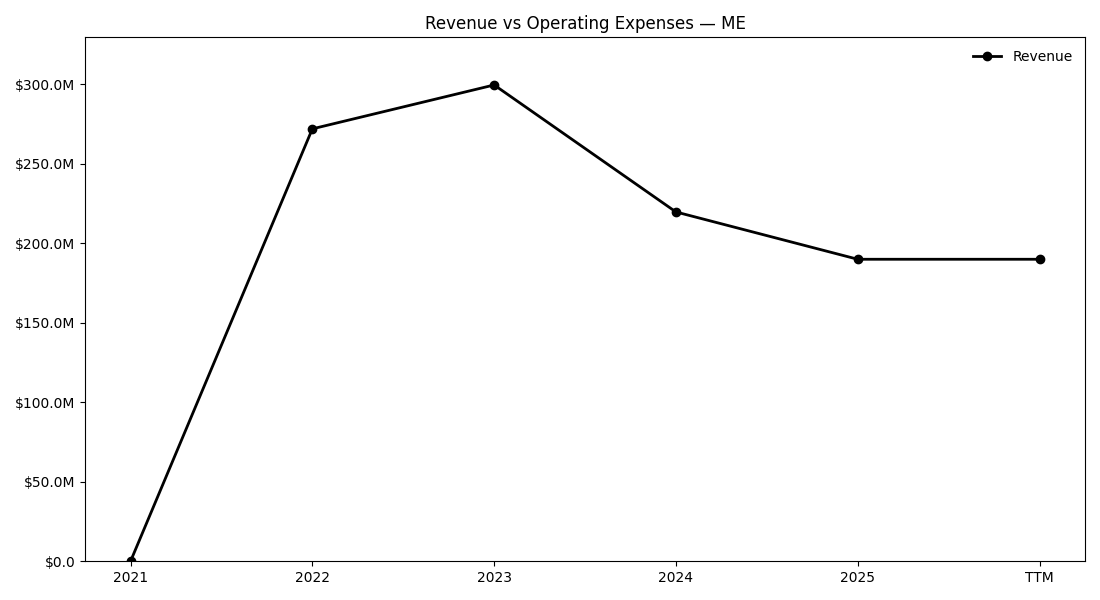 Revenue vs Operating Expenses — ME
Revenue
$300.0M
$250.0M
$200.0M
$150.0M
$100.0M
$50.0M
$0.0
2021 2022 2023 2024 2025 TTM